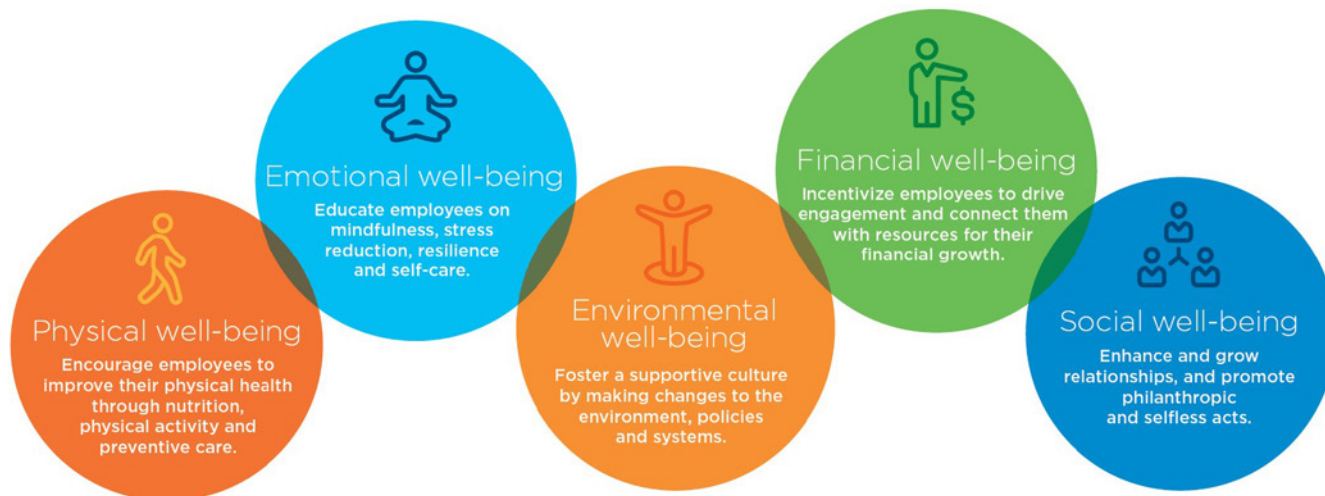 Physical well-being
Encourage employees to
improve their physical health
through nutrition,
physical activity and
preventive care.
Emotional well-being
Educate employees on
mindfulness, stress
reduction, resilience
and self-care.
Environmental
well-being
Foster a supportive culture
by making changes to the
environment, policies
and systems.
Financial well-being
Incentivize employees to drive
engagement and connect them
with resources for their
financial growth.
Social well-being
Enhance and grow
relationships, and promote
philanthropic
and selfless acts.